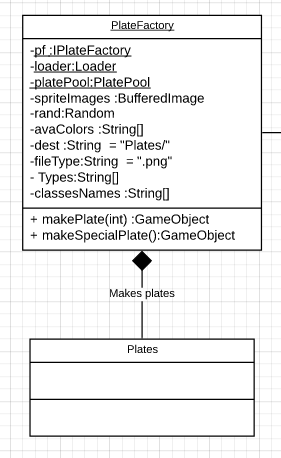 PlateFactory
-pf :IPlateFactory
-loader:Loader
-platePool:PlatePool
-spriteImages :BufferedImage
-rand:Random
-avaColors :String[]
-dest :String  = "Plates/"
-fileType:String  = ".png"
- Types:String[]
-classesNames :String[]
+ makePlate(int) :GameObject
+ makeSpecialPlate():GameObject
Makes plates
Plates